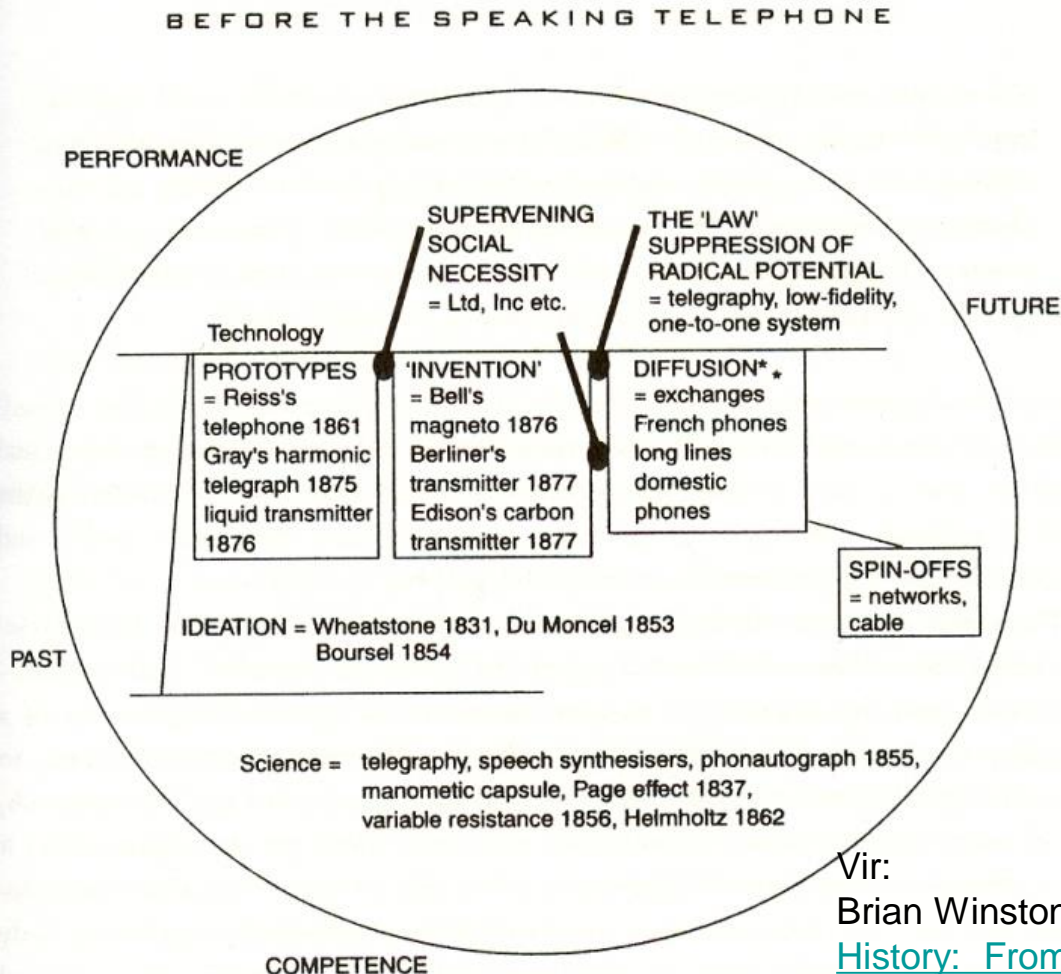 BEFORE THE SPEAKING TELEPHONE
PERFORMANCE
SUPERVENING
SOCIAL
NECESSITY
= Ltd, Inc etc.
THE 'LAW'
SUPPRESSION OF
RADICAL POTENTIAL
= telegraphy, low-fidelity,
one-to-one system
FUTURE
Technology
PROTOTYPES
= Reiss's
telephone 1861
Gray's harmonic
telegraph 1875
liquid transmitter
1876
'INVENTION'
= Bell's
magneto 1876
Berliner's
transmitter 1877
Edison's carbon
transmitter 1877
DIFFUSION* *
= exchanges
French phones
long lines
domestic
phones
SPIN-OFFS
= networks,
cable
IDEATION = Wheatstone 1831, Du Moncel 1853
Boursel 1854
PAST
Science = telegraphy, speech synthesisers, phonautograph 1855,
manometic capsule, Page effect 1837,
variable resistance 1856, Helmholtz 1862
COMPETENCE
Vir:
Brian Winston
History: From